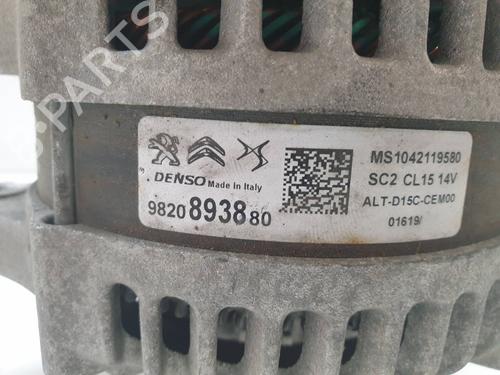 DENSO Made in Italy
9820893880
MS1042119580
SC2 CL15 14V
ALT-D15C-CEM00
01619/
PARTS